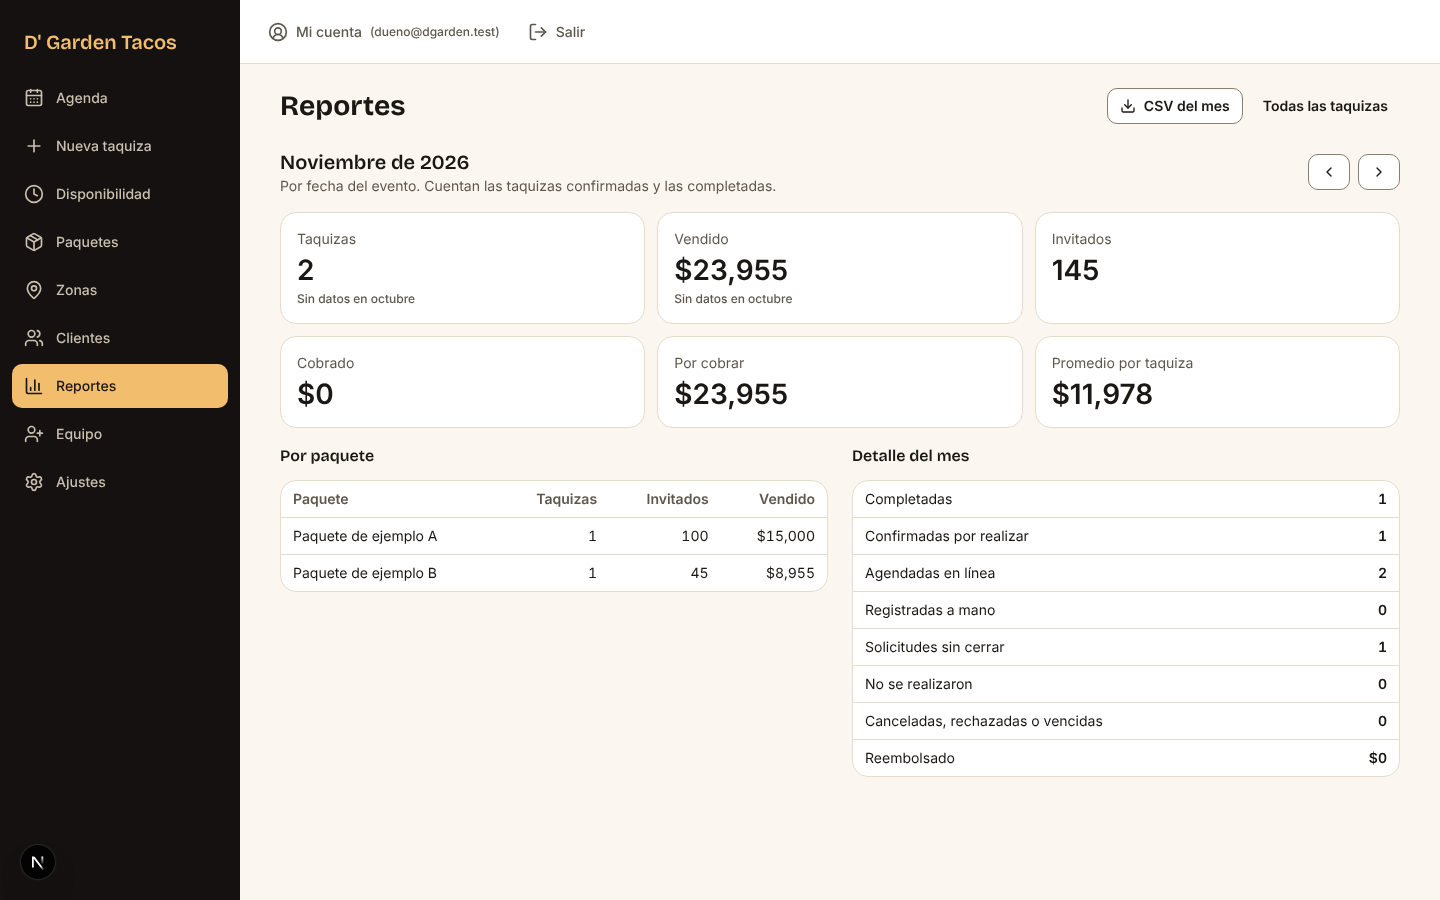 D' Garden Tacos
Agenda
Nueva taquiza
Disponibilidad
Paquetes
Zonas
Clientes
Reportes
Equipo
Ajustes
N
Mi cuenta (dueno@dgarden.test) Salir
Reportes
CSV del mes Todas las taquizas
Noviembre de 2026
Por fecha del evento. Cuentan las taquizas confirmadas y las completadas.
Taquizas
2
Sin datos en octubre
Vendido
$23,955
Sin datos en octubre
Invitados
145
Cobrado
$0
Por cobrar
$23,955
Promedio por taquiza
$11,978
Por paquete
Paquete Taquizas Invitados Vendido
Paquete de ejemplo A 1 100 $15,000
Paquete de ejemplo B 1 45 $8,955
Detalle del mes
Completadas 1
Confirmadas por realizar 1
Agendadas en línea 2
Registradas a mano 0
Solicitudes sin cerrar 1
No se realizaron 0
Canceladas, rechazadas o vencidas 0
Reembolsado $0